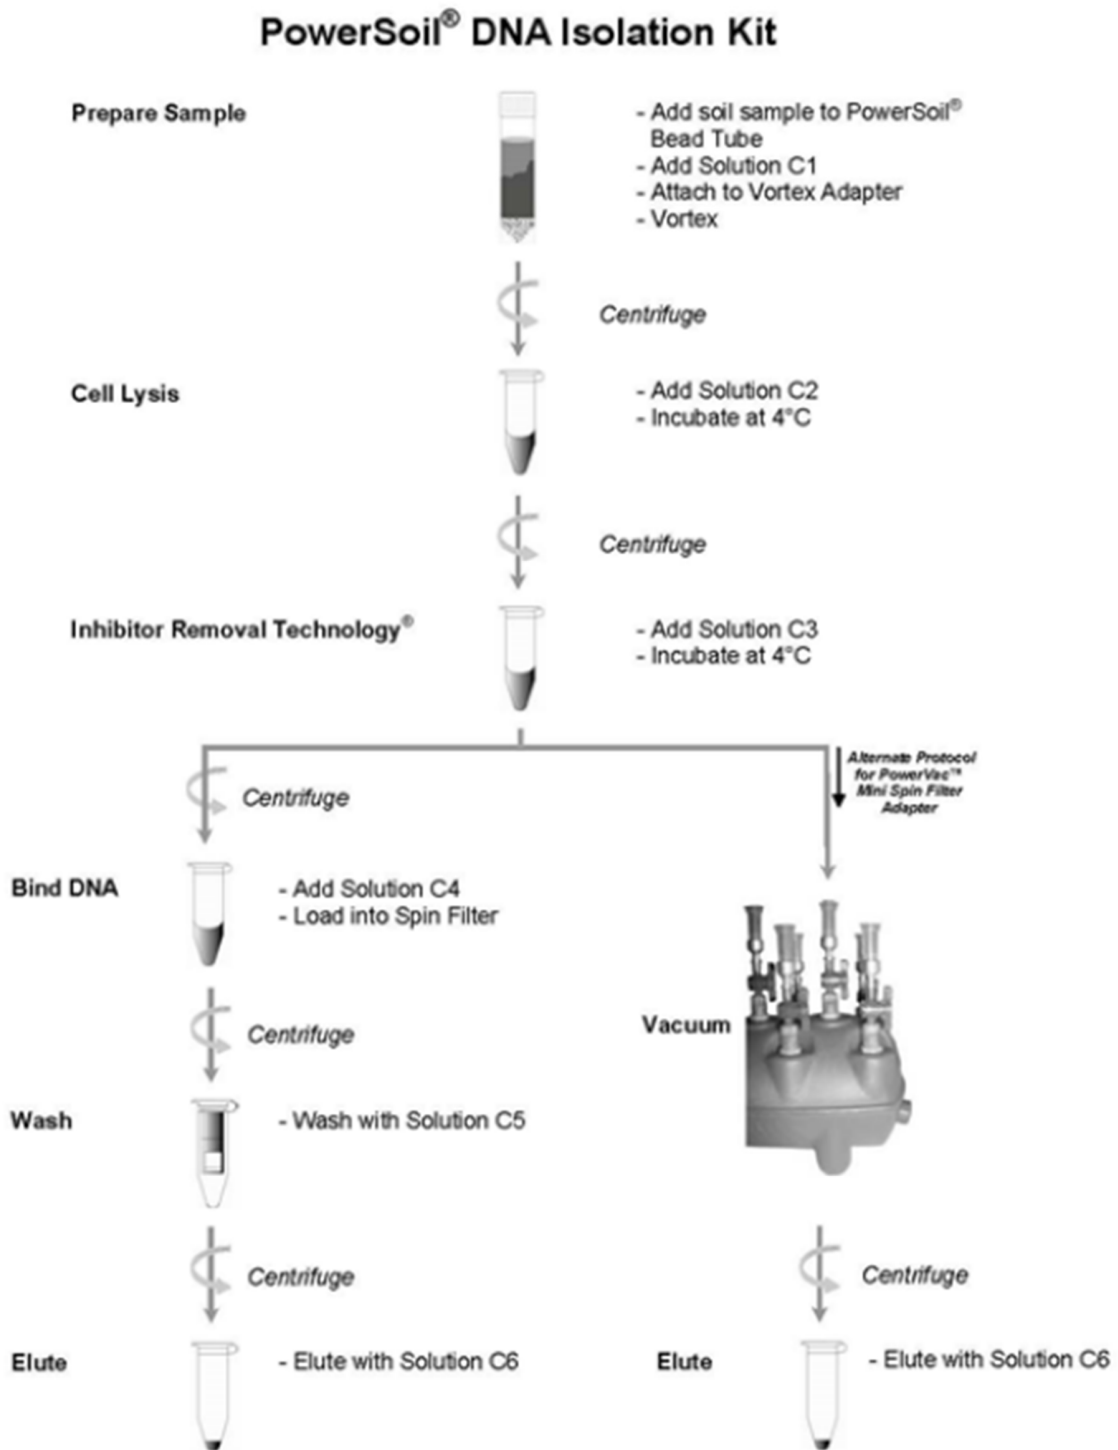 PowerSoil® DNA Isolation Kit
Prepare Sample
- Add soil sample to PowerSoil®
Bead Tube
- Add Solution C1
- Attach to Vortex Adapter
- Vortex
Centrifuge
Cell Lysis
- Add Solution C2
- Incubate at 4°C
Centrifuge
Inhibitor Removal Technology®
- Add Solution C3
- Incubate at 4°C
Centrifuge
Alternate Protocol
for PowerVac™
Mini Spin Filter
Adapter
Bind DNA
- Add Solution C4
- Load into Spin Filter
Centrifuge
Vacuum
Wash
- Wash with Solution C5
Centrifuge
Centrifuge
Elute
- Elute with Solution C6
Elute
- Elute with Solution C6